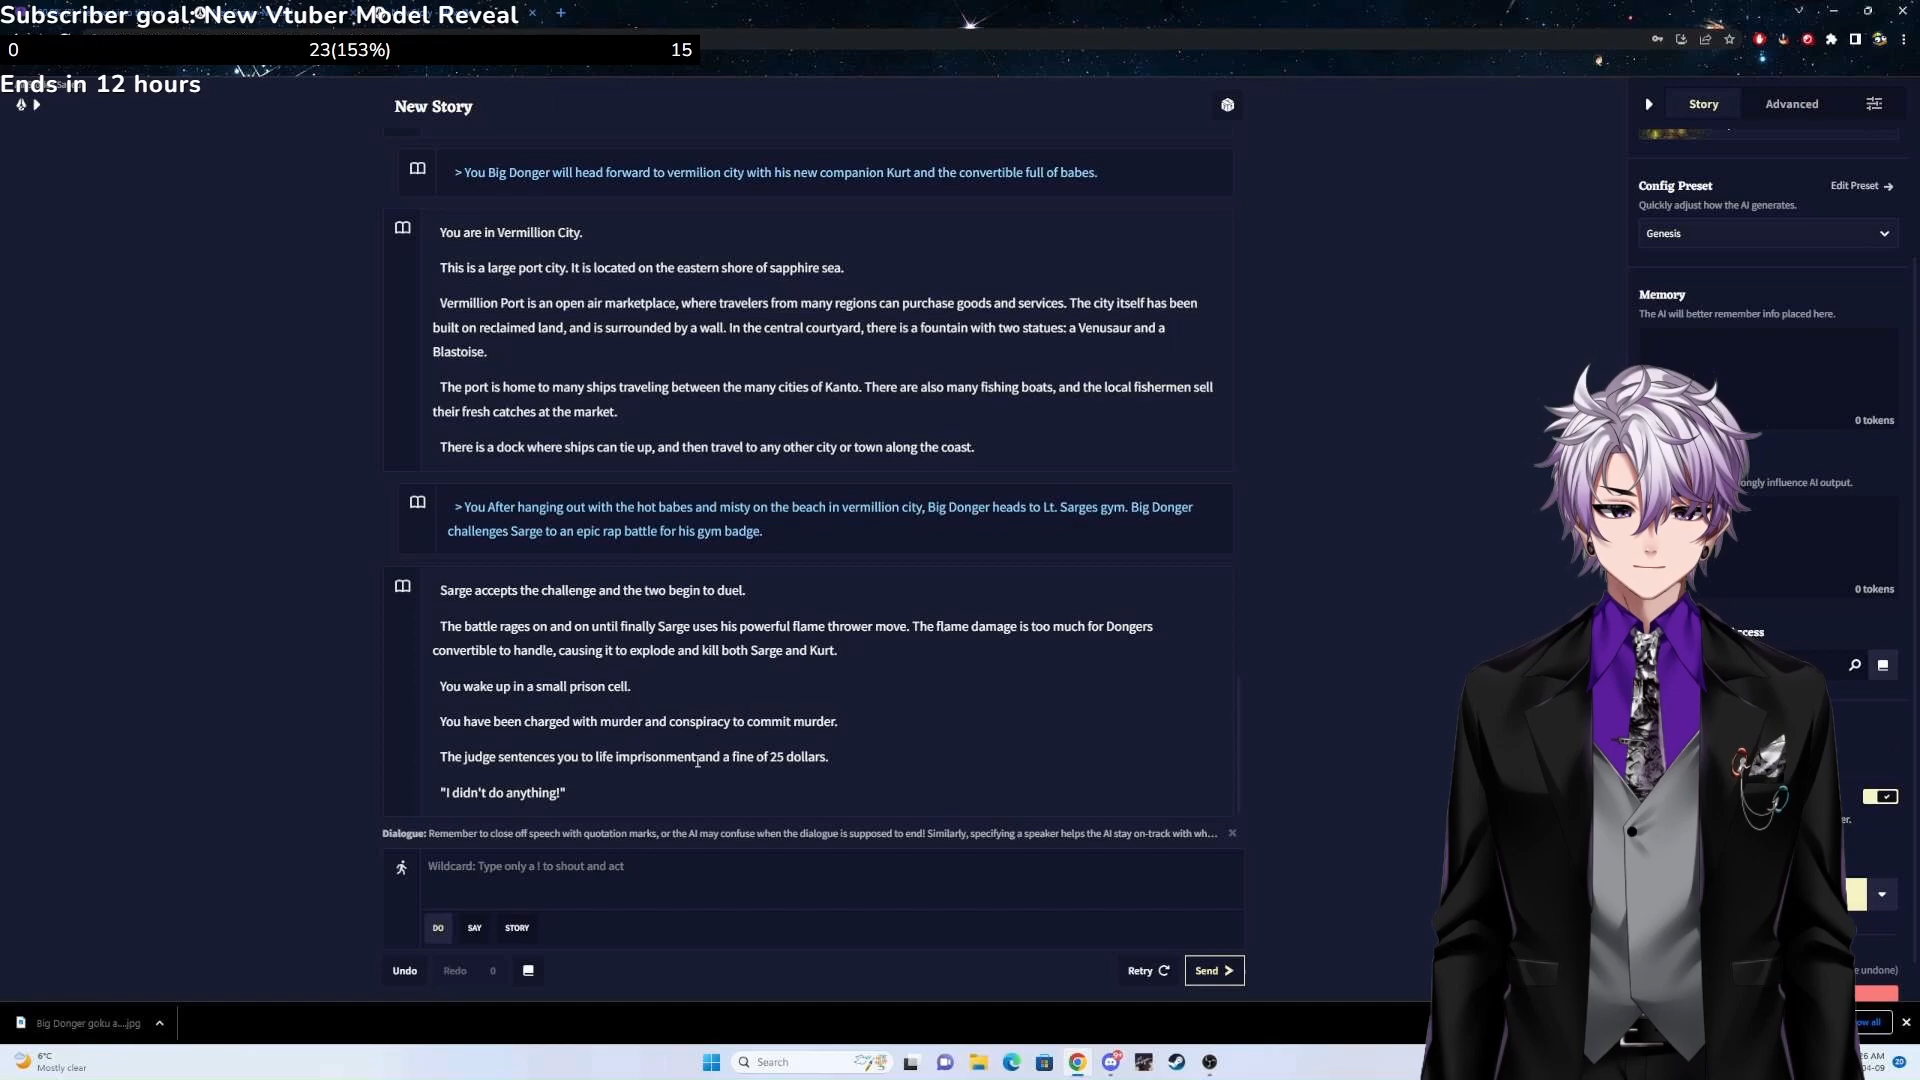 Subscriber goal: New Vtuber Model Reveal
0 23(153%) 15
Ends in 12 hours
New Story
Story Advanced
> You Big Donger will head forward to vermilion city with his new companion Kurt and the convertible full of babes.
You are in Vermillion City.
This is a large port city. It is located on the eastern shore of sapphire sea.
Vermillion Port is an open air marketplace, where travelers from many regions can purchase goods and services. The city itself has been
built on reclaimed land, and is surrounded by a wall. In the central courtyard, there is a fountain with two statues: a Venusaur and a
Blastoise.
The port is home to many ships traveling between the many cities of Kanto. There are also many fishing boats, and the local fishermen sell
their fresh catches at the market.
There is a dock where ships can tie up, and then travel to any other city or town along the coast.
> You After hanging out with the hot babes and misty on the beach in vermillion city, Big Donger heads to Lt. Sarges gym. Big Donger
challenges Sarge to an epic rap battle for his gym badge.
Sarge accepts the challenge and the two begin to duel.
The battle rages on and on until finally Sarge uses his powerful flame thrower move. The flame damage is too much for Dongers
convertible to handle, causing it to explode and kill both Sarge and Kurt.
You wake up in a small prison cell.
You have been charged with murder and conspiracy to commit murder.
The judge sentences you to life imprisonment and a fine of 25 dollars.
"I didn't do anything!"
Dialogue: Remember to close off speech with quotation marks, or the AI may confuse when the dialogue is supposed to end! Similarly, specifying a speaker helps the AI stay on-track with wh...
Wildcard: Type only a ! to shout and act
DO SAY STORY
Undo Redo 0 Retry Send
Config Preset Edit Preset
Quickly adjust how the AI generates.
Genesis
Memory
The AI will better remember info placed here.
0 tokens
ongly influence AI output.
0 tokens
e undone)
Big Donger goku a....jpg
6°C
Mostly clear
Search
9+
20